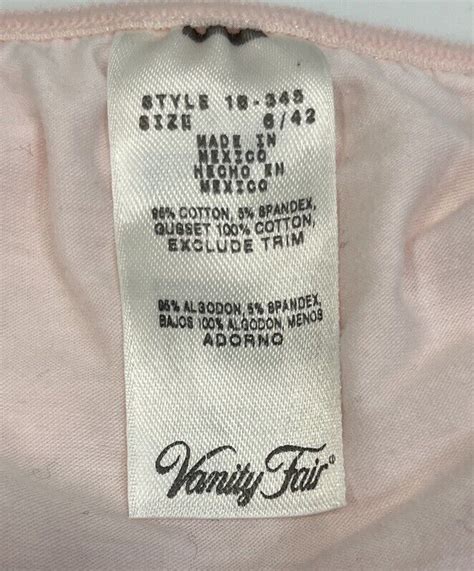 STYLE 18-345
SIZE 6/42
MADE IN
MEXICO
HECHO EN
MEXICO
95% COTTON, 5% SPANDEX,
GUSSET 100% COTTON,
EXCLUDE TRIM
95% ALGODON, 5% SPANDEX,
BAJOS 100% ALGODON, MENOS
ADORNO
Vanity Fair®